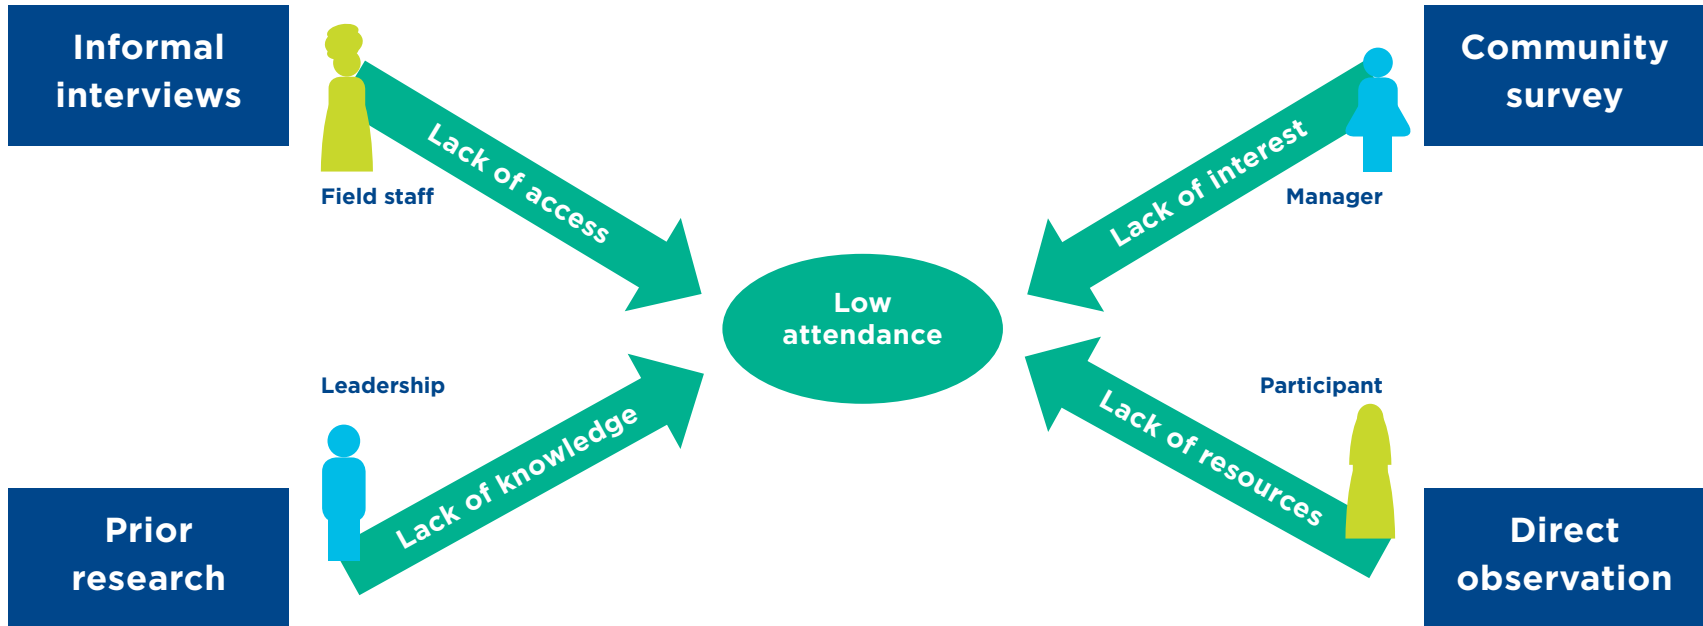 Informal
interviews
Field staff
Lack of access
Community
survey
Manager
Lack of interest
Low
attendance
Leadership
Lack of knowledge
Prior
research
Participant
Lack of resources
Direct
observation